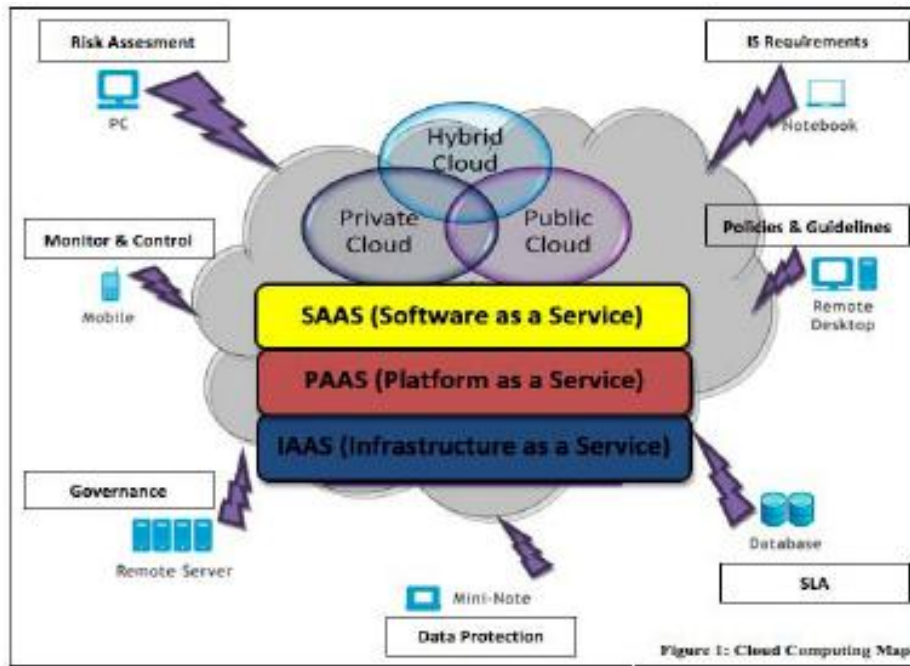 Risk Assesment
IS Requirements
PC
Notebook
Hybrid
Cloud
Private
Cloud
Public
Cloud
Monitor & Control
Policies & Guidelines
Mobile
Remote
Desktop
SAAS (Software as a Service)
PAAS (Platform as a Service)
IAAS (Infrastructure as a Service)
Governance
Remote Server
Database
SLA
Mini-Note
Data Protection
Figure 1: Cloud Computing Map